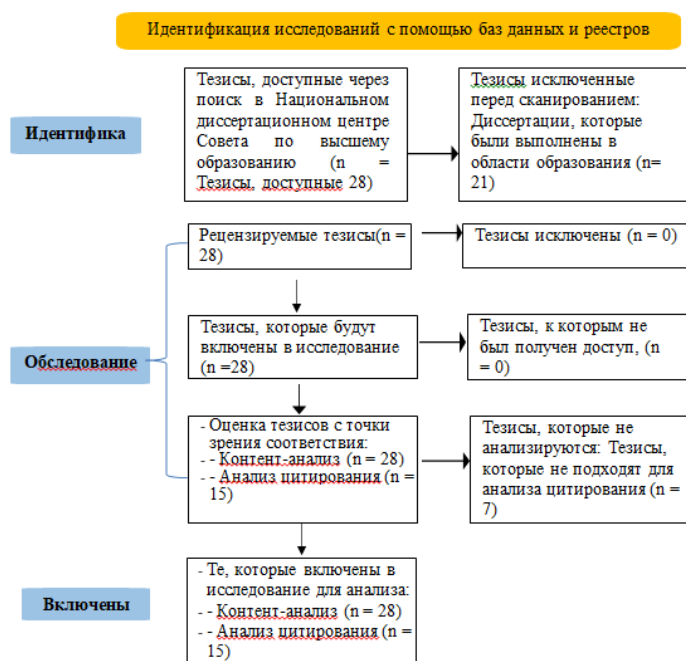 Идентификация исследований с помощью баз данных и реестров
Идентифика
Тезисы, доступные через
поиск в Национальном
диссертационном центре
Совета по высшему
образованию (n =
Тезисы, доступные 28)
Тезисы исключенные
перед сканированием:
Диссертации, которые
были выполнены в
области образования (n=
21)
Рецензируемые тезисы(n =
28)
Тезисы исключены (n = 0)
Обследование
Тезисы, которые будут
включены в исследование
(n =28)
Тезисы, к которым не
был получен доступ, (n
= 0)
- Оценка тезисов с точки
зрения соответствия:
- - Контент-анализ (n = 28)
- - Анализ цитирования (n =
15)
Тезисы, которые не
анализируются: Тезисы,
которые не подходят для
анализа цитирования (n =
7)
Включены
- Те, которые включены в
исследование для анализа:
- - Контент-анализ (n = 28)
- - Анализ цитирования (n =
15)